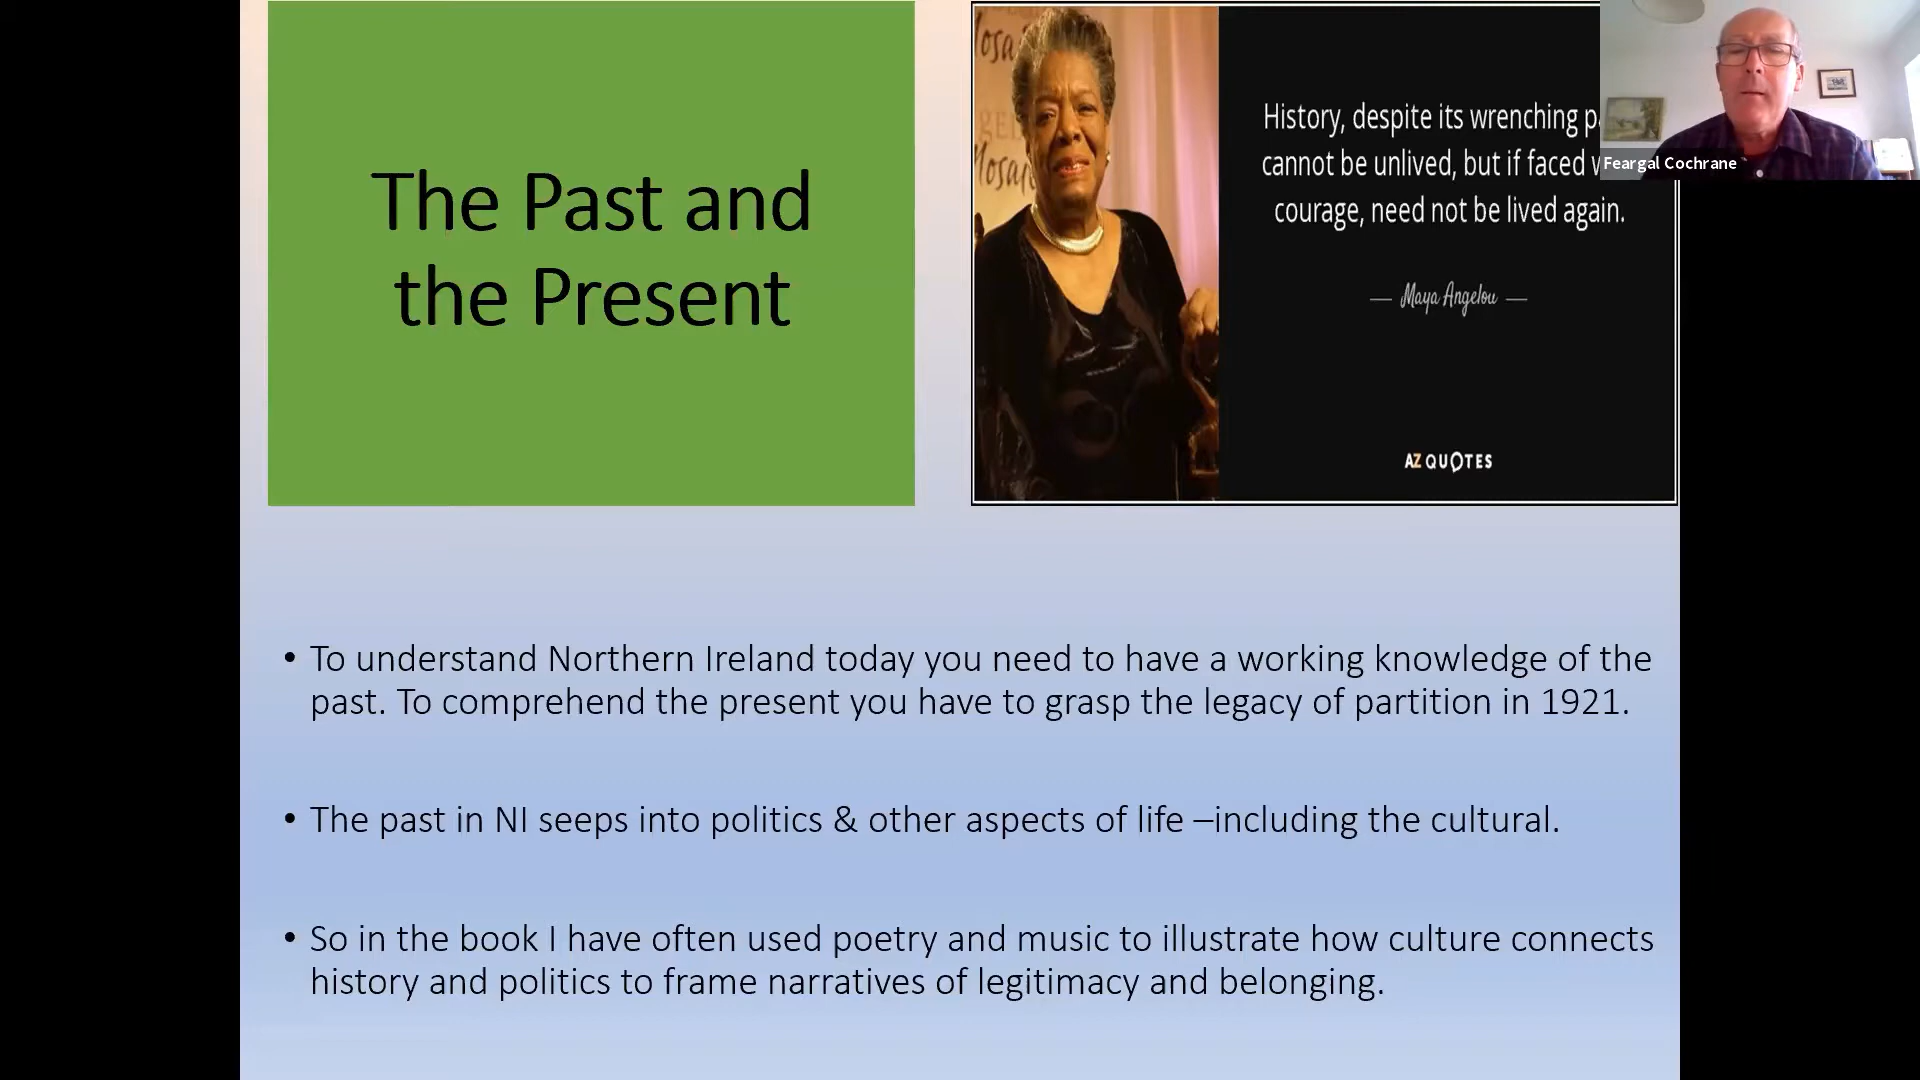 The Past and
the Present
History, despite its wrenching
cannot be unlived, but if faced
courage, need not be lived again.
— Maya Angelou —
AZ QUOTES
Feargal Cochrane
• To understand Northern Ireland today you need to have a working knowledge of the
past. To comprehend the present you have to grasp the legacy of partition in 1921.
• The past in NI seeps into politics & other aspects of life –including the cultural.
• So in the book I have often used poetry and music to illustrate how culture connects
history and politics to frame narratives of legitimacy and belonging.